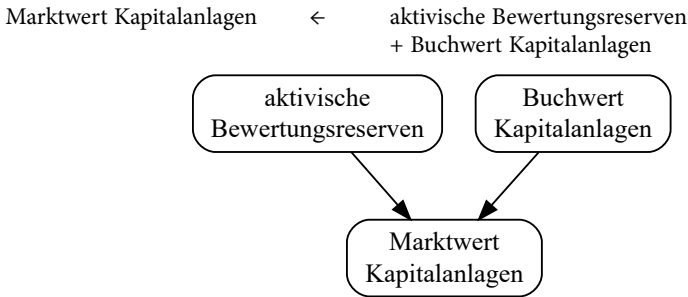 Marktwert Kapitalanlagen ← aktivische Bewertungsreserven
+ Buchwert Kapitalanlagen
aktivische
Bewertungsreserven
Buchwert
Kapitalanlagen
Marktwert
Kapitalanlagen